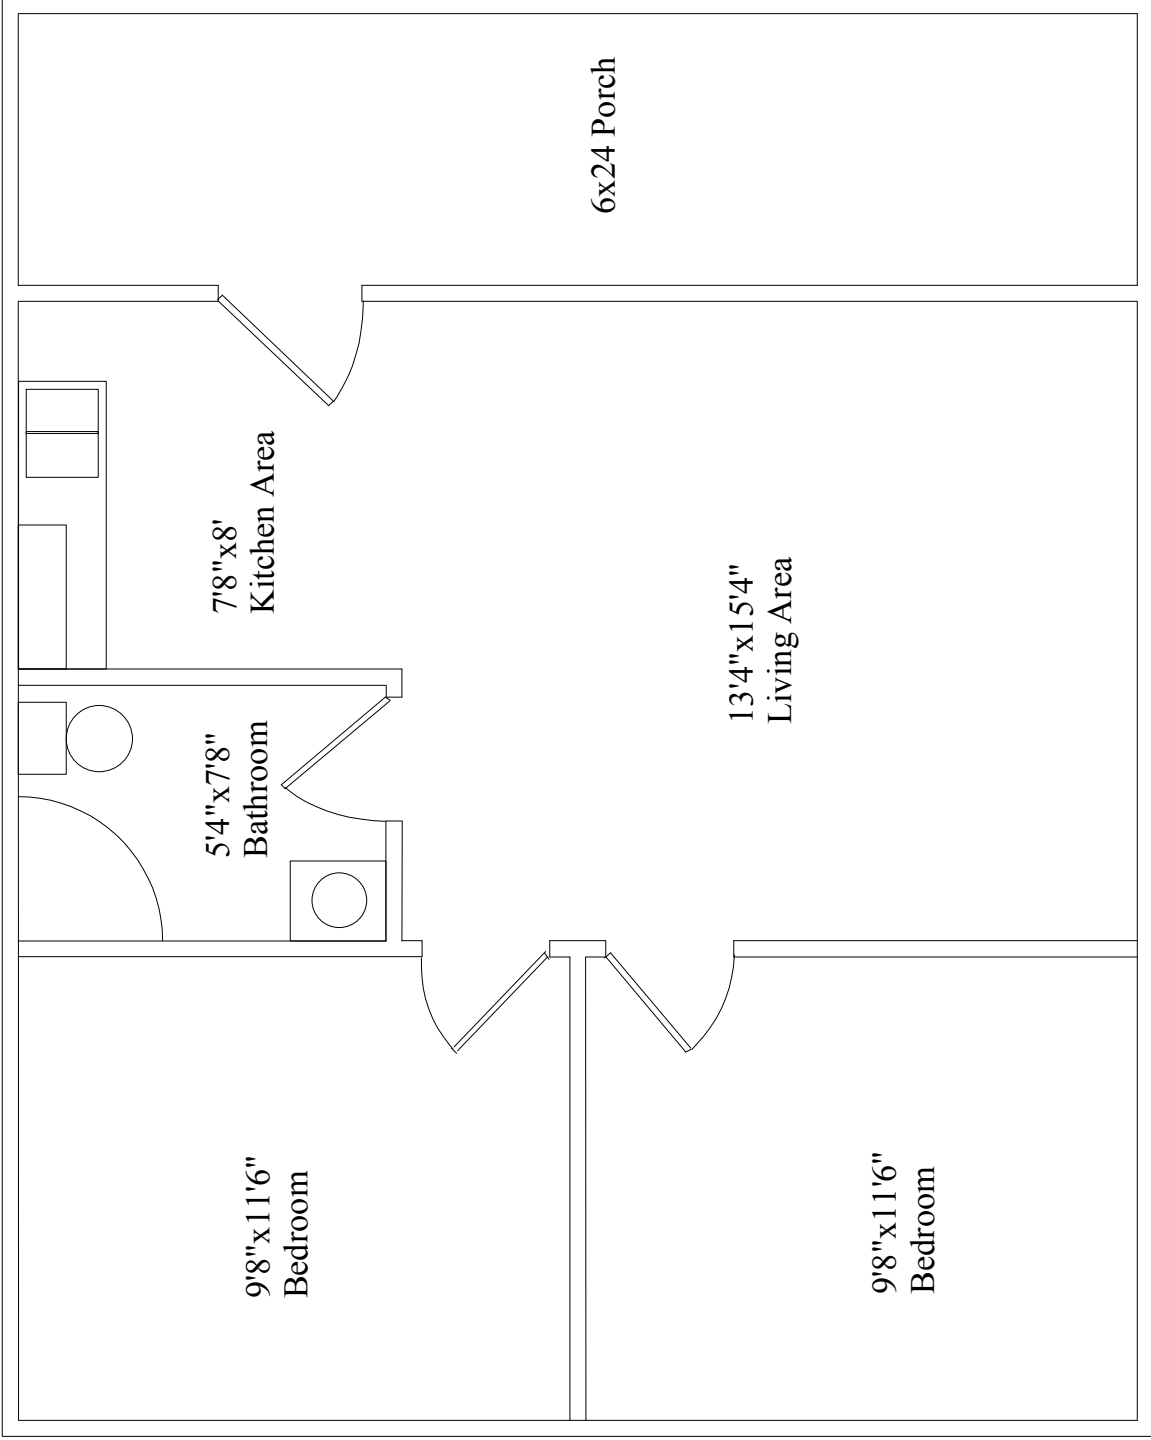 6x24 Porch
7'8"x8'
Kitchen Area
13'4"x15'4"
Living Area
5'4"x7'8"
Bathroom
9'8"x11'6"
Bedroom
9'8"x11'6"
Bedroom